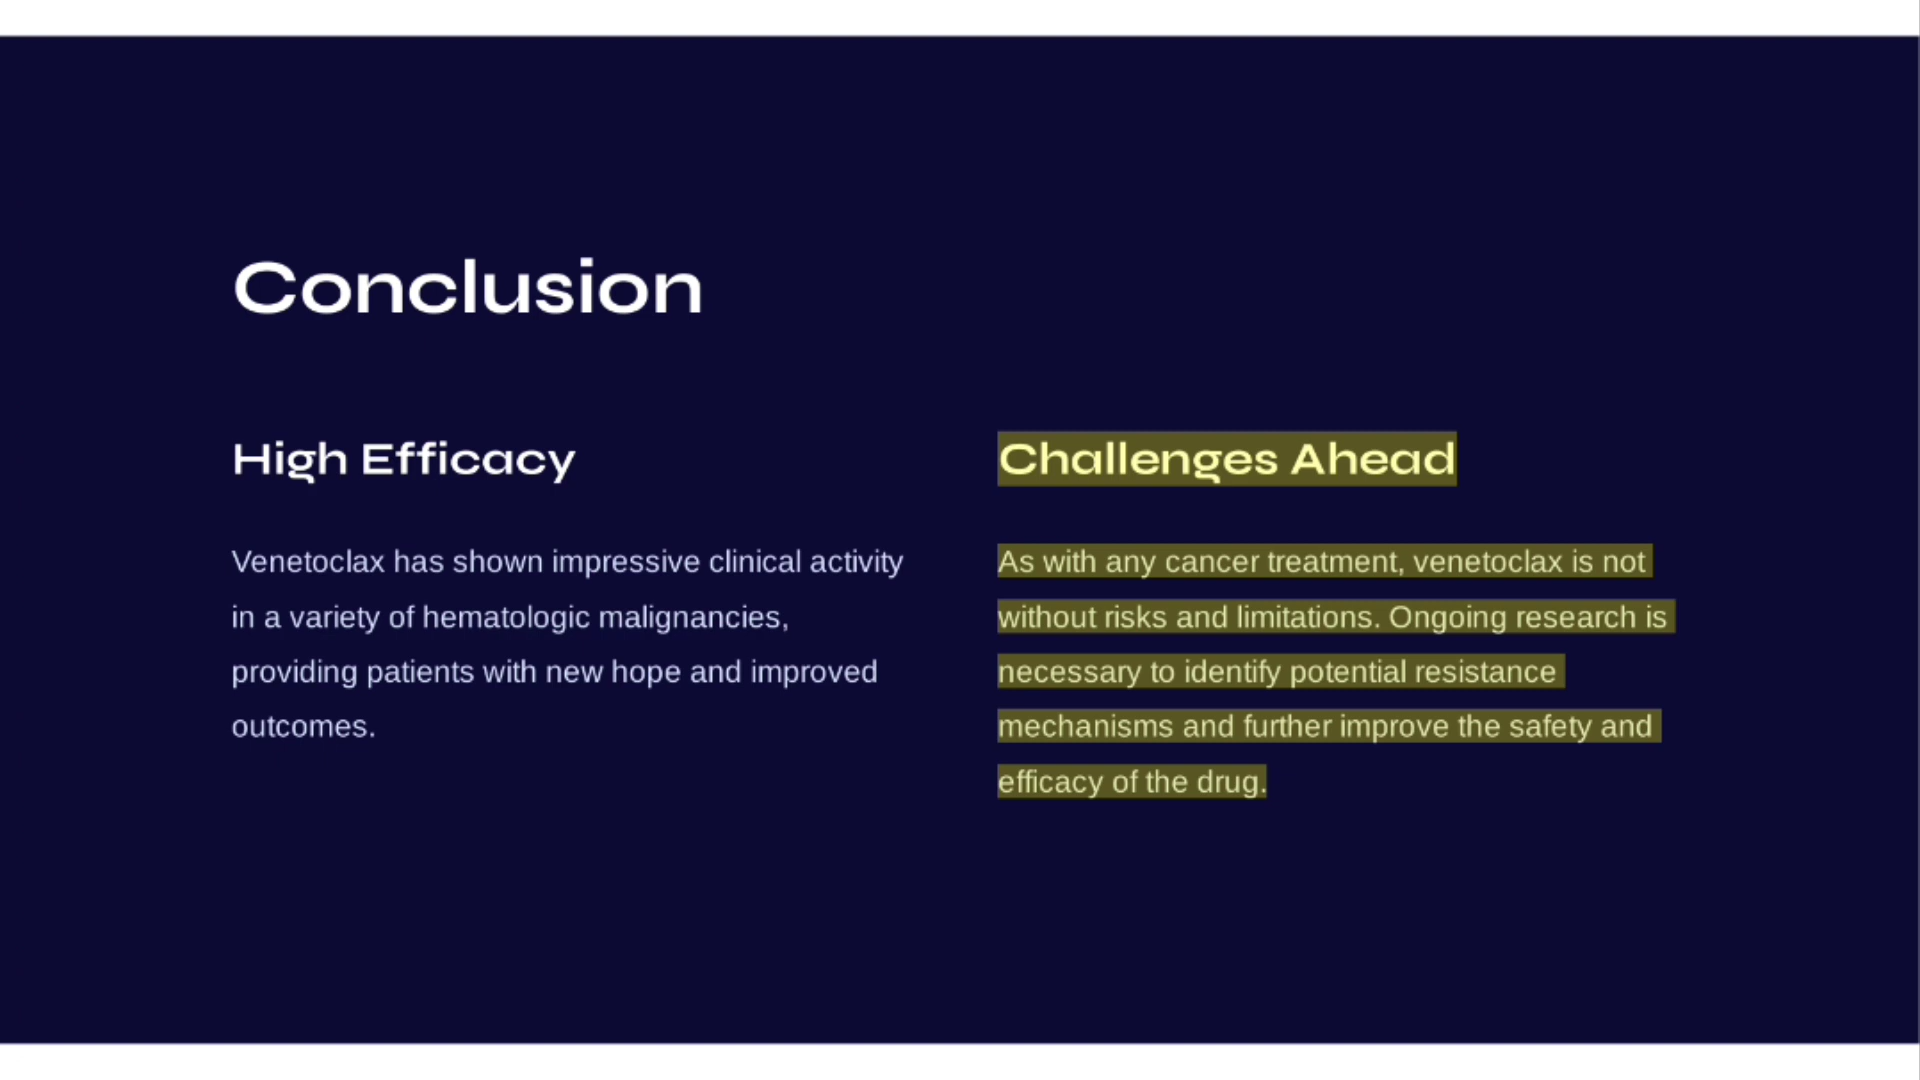 Conclusion
High Efficacy
Venetoclax has shown impressive clinical activity
in a variety of hematologic malignancies,
providing patients with new hope and improved
outcomes.
Challenges Ahead
As with any cancer treatment, venetoclax is not
without risks and limitations. Ongoing research is
necessary to identify potential resistance
mechanisms and further improve the safety and
efficacy of the drug.